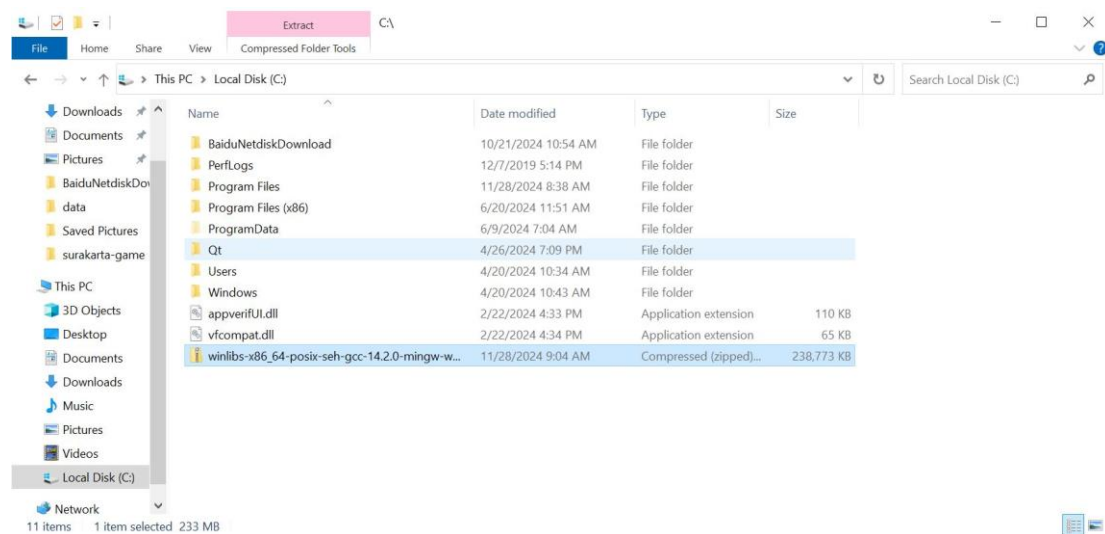 Extract C:\
File Home Share View Compressed Folder Tools
This PC > Local Disk (C:) Search Local Disk (C:)
Downloads
Documents
Pictures
BaiduNetdiskDov
data
Saved Pictures
surakarta-game
This PC
3D Objects
Desktop
Documents
Downloads
Music
Pictures
Videos
Local Disk (C:)
Network
Name Date modified Type Size
BaiduNetdiskDownload 10/21/2024 10:54 AM File folder
PerfLogs 12/7/2019 5:14 PM File folder
Program Files 11/28/2024 8:38 AM File folder
Program Files (x86) 6/20/2024 11:51 AM File folder
ProgramData 6/9/2024 7:04 AM File folder
Qt 4/26/2024 7:09 PM File folder
Users 4/20/2024 10:34 AM File folder
Windows 4/20/2024 10:43 AM File folder
appverifUI.dll 2/22/2024 4:33 PM Application extension 110 KB
vfcompat.dll 2/22/2024 4:34 PM Application extension 65 KB
winlibs-x86_64-posix-seh-gcc-14.2.0-mingw-w... 11/28/2024 9:04 AM Compressed (zipped)... 238,773 KB
11 items 1 item selected 233 MB